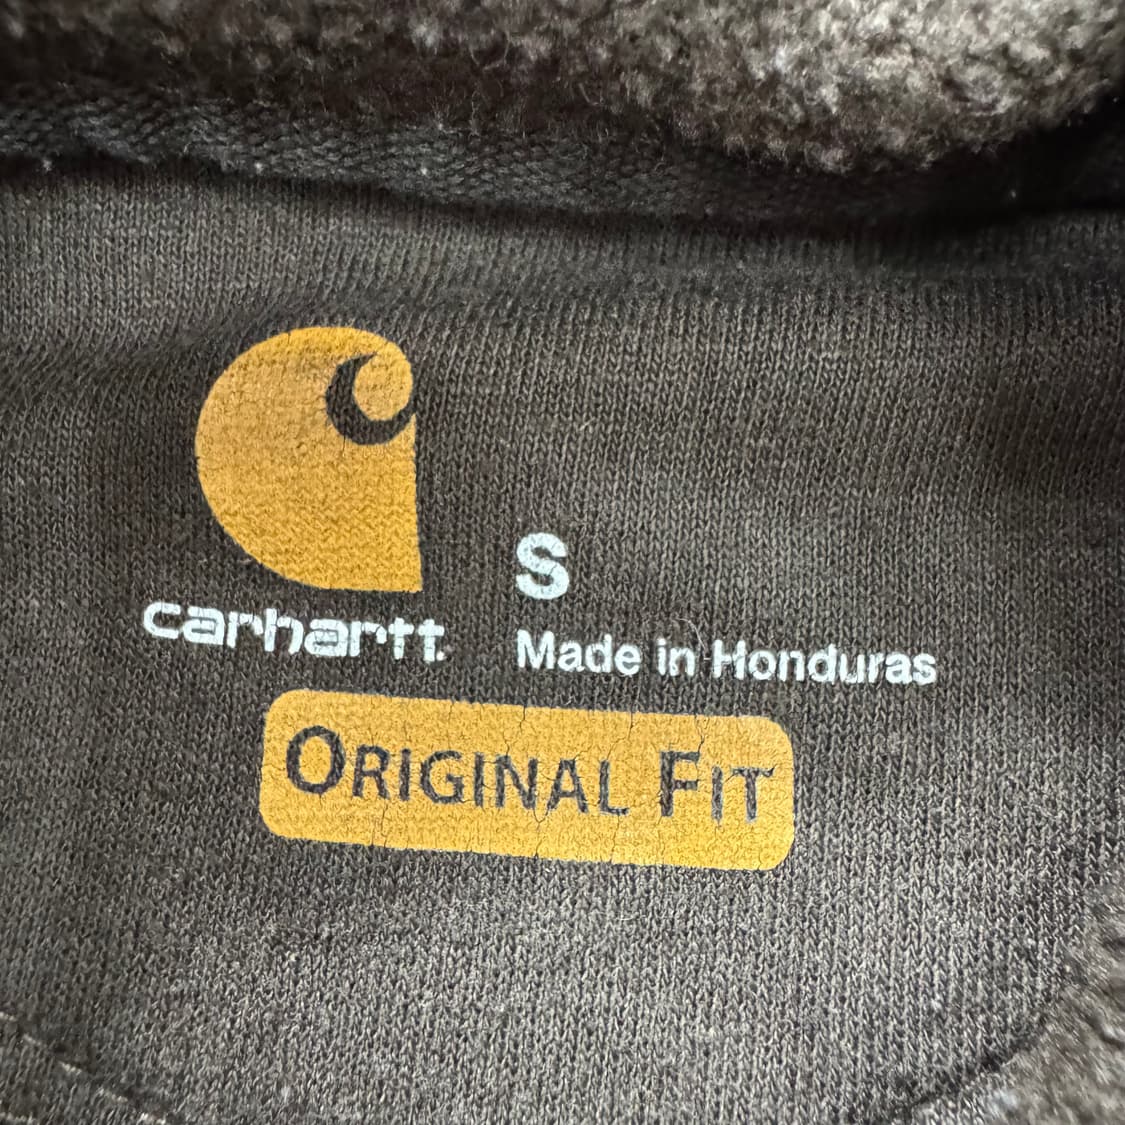 S
carhartt
Made in Honduras
ORIGINAL FIT